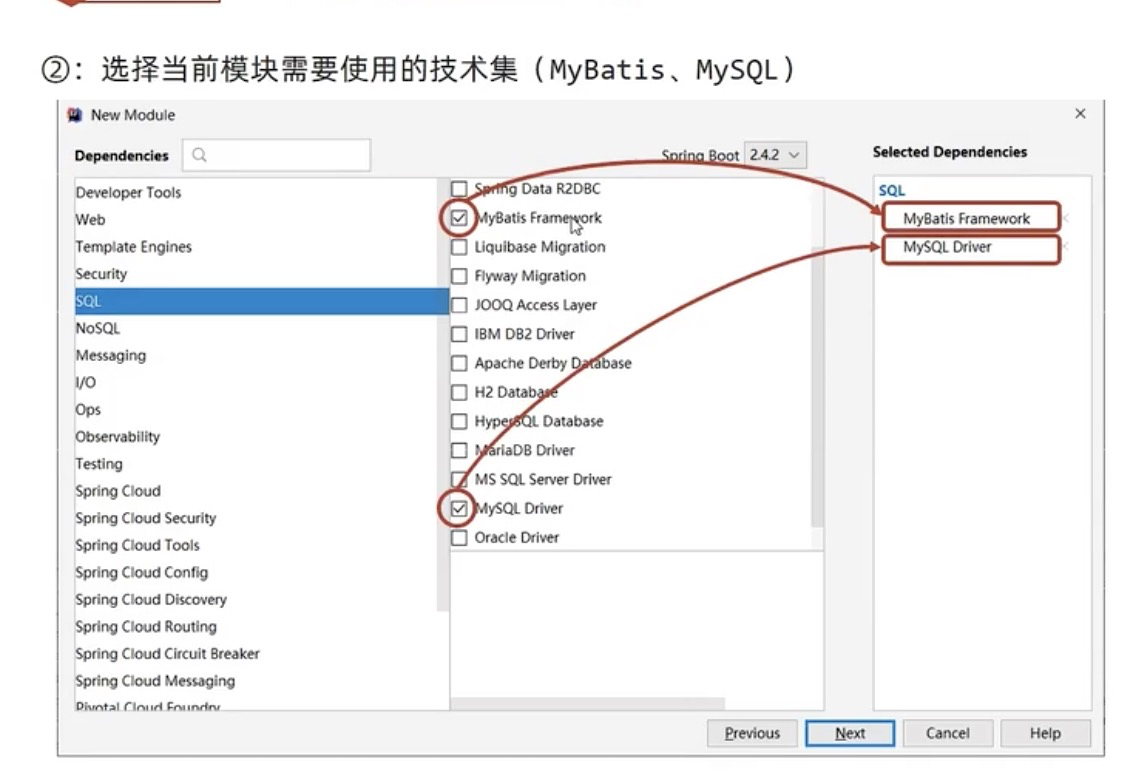 ②：选择当前模块需要使用的技术集（MyBatis、MySQL）
New Module
Dependencies
Spring Boot 2.4.2
Selected Dependencies
Developer Tools
Web
Template Engines
Security
SQL
NoSQL
Messaging
I/O
Ops
Observability
Testing
Spring Cloud
Spring Cloud Security
Spring Cloud Tools
Spring Cloud Config
Spring Cloud Discovery
Spring Cloud Routing
Spring Cloud Circuit Breaker
Spring Cloud Messaging
Pivotal Cloud Foundry
Spring Data R2DBC
MyBatis Framework
Liquibase Migration
Flyway Migration
JOOQ Access Layer
IBM DB2 Driver
Apache Derby Database
H2 Database
HyperSQL Database
MariaDB Driver
MS SQL Server Driver
MySQL Driver
Oracle Driver
SQL
MyBatis Framework
MySQL Driver
Previous
Next
Cancel
Help